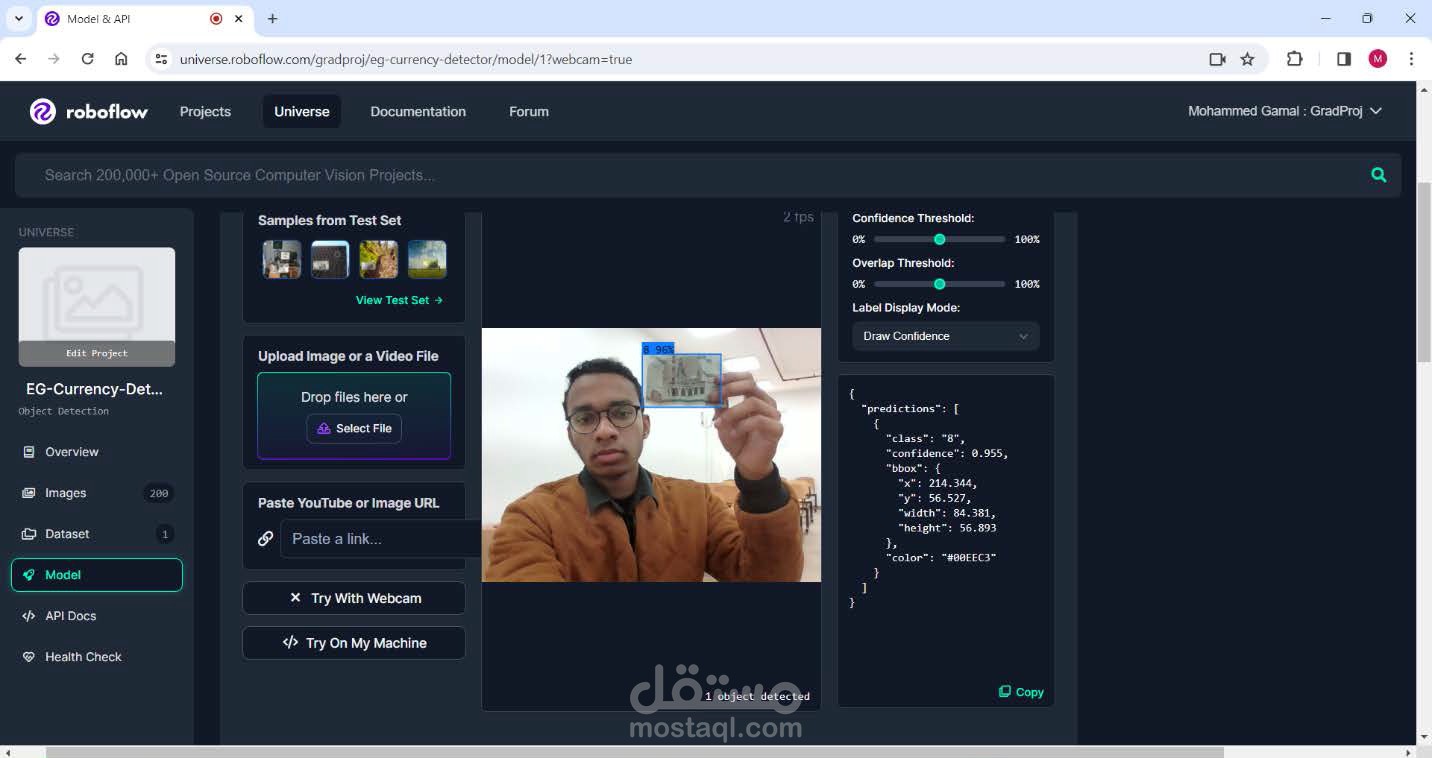 Model & API
universe.roboflow.com/gradproj/eg-currency-detector/model/1?webcam=true
M
roboflow
Projects
Universe
Documentation
Forum
Mohammed Gamal : GradProj
Search 200,000+ Open Source Computer Vision Projects...
UNIVERSE
Edit Project
EG-Currency-Det...
Object Detection
Overview
Images 200
Dataset 1
Model
API Docs
Health Check
Samples from Test Set
View Test Set →
Upload Image or a Video File
Drop files here or
Select File
Paste YouTube or Image URL
Paste a link...
Try With Webcam
</> Try On My Machine
2 fps
8 96%
1 object detected
Confidence Threshold:
0% 100%
Overlap Threshold:
0% 100%
Label Display Mode:
Draw Confidence
{
"predictions": [
{
"class": "8",
"confidence": 0.955,
"bbox": {
"x": 214.344,
"y": 56.527,
"width": 84.381,
"height": 56.893
},
"color": "#00EEC3"
}
]
}
Copy
مستقل
mostaql.com